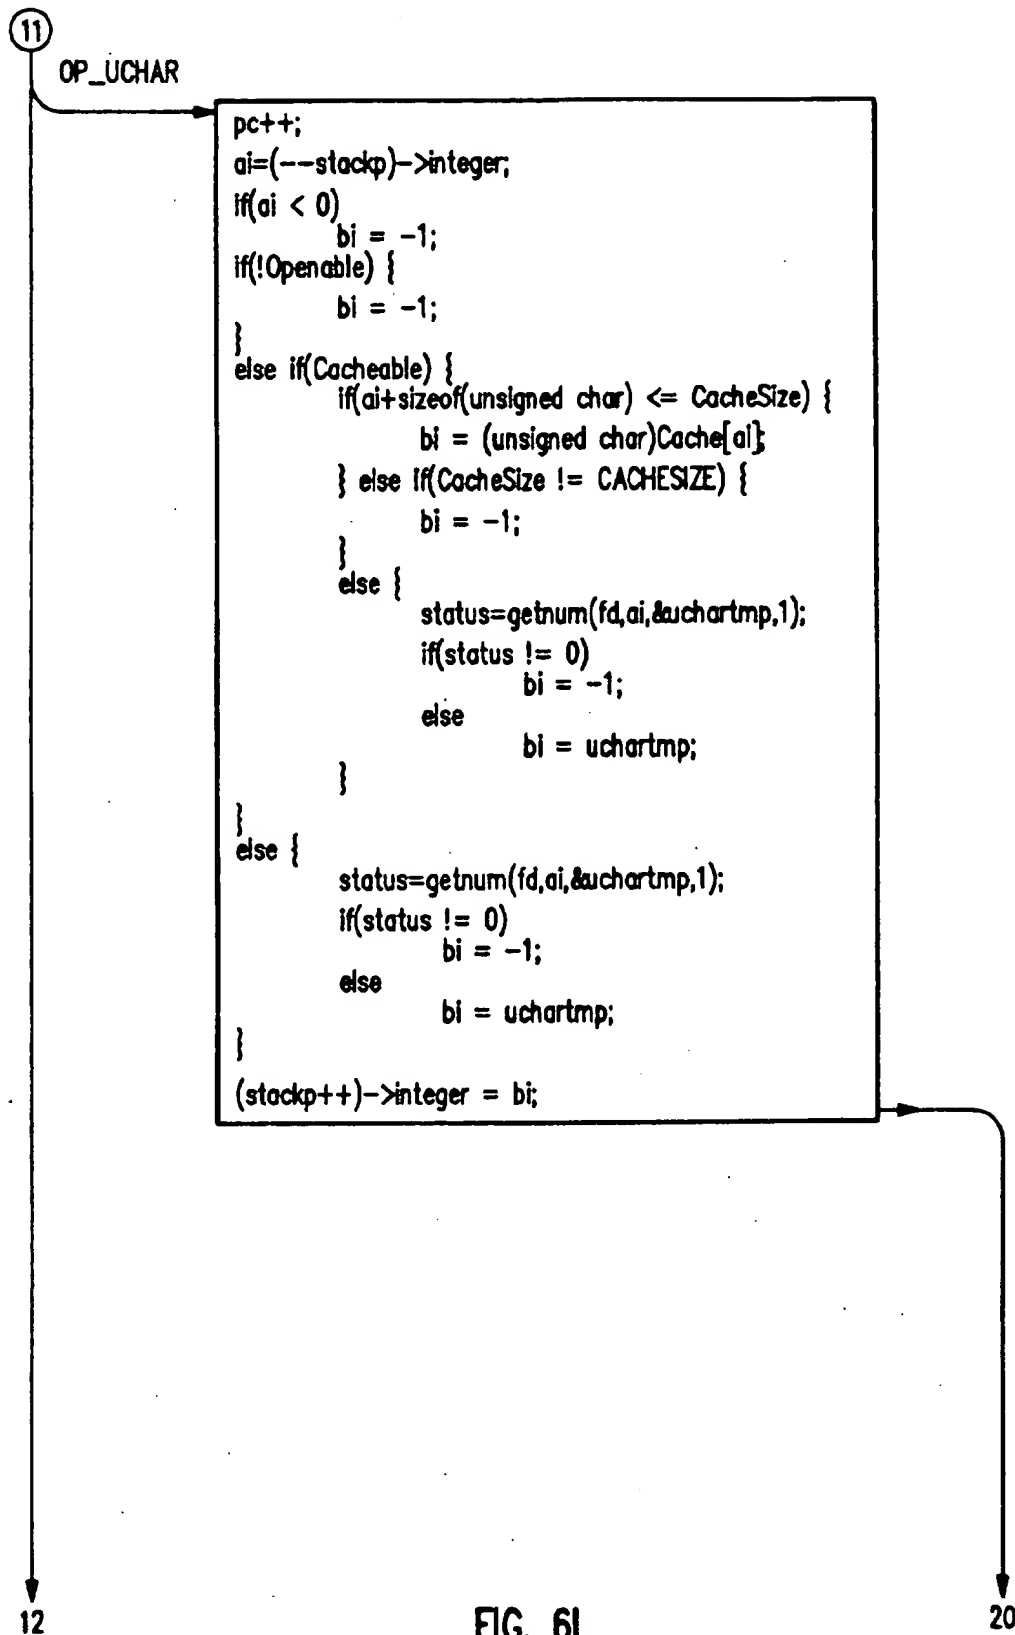 11
OP_UCHAR
pc++;
ai=(--stackp)->integer;
if(ai < 0)
bi = -1;
if(!Openable) {
bi = -1;
}
else if(Cacheable) {
if(ai+sizeof(unsigned char) <= CacheSize) {
bi = (unsigned char)Cache[ai];
} else if(CacheSize != CACHESIZE) {
bi = -1;
}
else {
status=getnum(fd,ai,&uchartmp,1);
if(status != 0)
bi = -1;
else
bi = uchartmp;
}
}
else {
status=getnum(fd,ai,&uchartmp,1);
if(status != 0)
bi = -1;
else
bi = uchartmp;
}
(stackp++)->integer = bi;
12
FIG. 6I
20